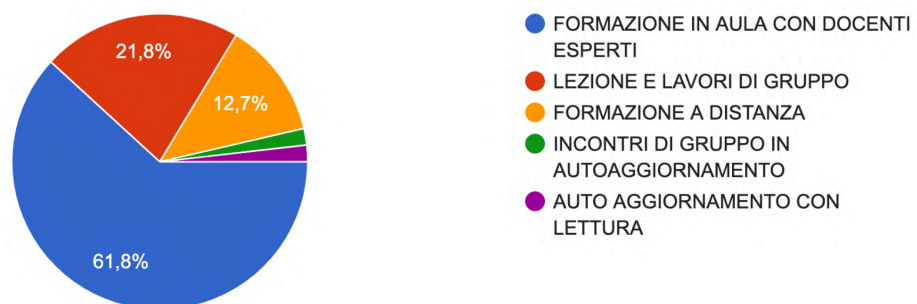 21,8%
12,7%
61,8%
FORMAZIONE IN AULA CON DOCENTI
ESPERTI
LEZIONE E LAVORI DI GRUPPO
FORMAZIONE A DISTANZA
INCONTRI DI GRUPPO IN
AUTOAGGIORNAMENTO
AUTO AGGIORNAMENTO CON
LETTURA